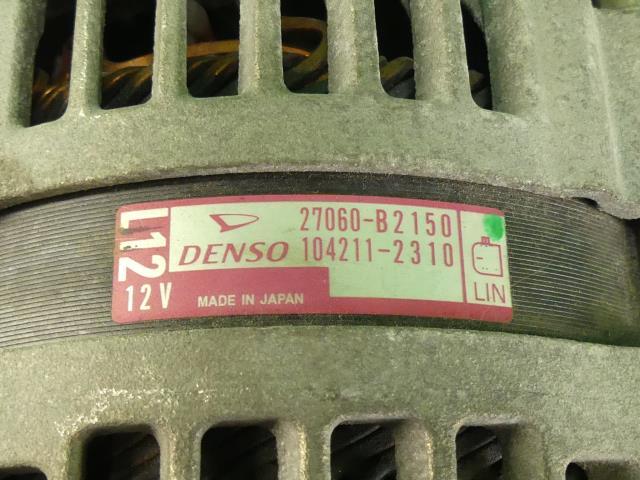 L12
12V
27060-B2150
DENSO 104211-2310
MADE IN JAPAN
LIN